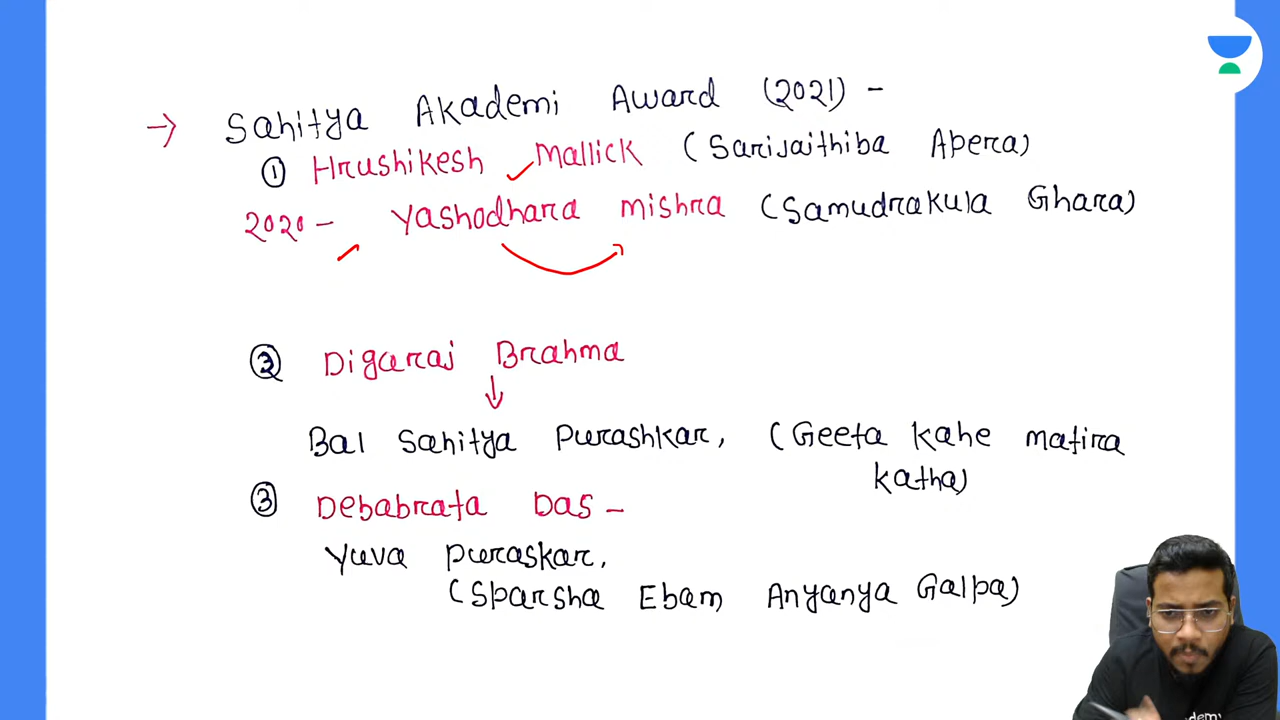 → Sahitya Akademi Award (2021) -
① Hrushikesh Mallick (Sarijaithiba Apera)
2020 - Yashodhara mishra (Samudrakula Ghara)
② Digaraj Brahma
Bal Sahitya Purashkar, (Geeta kahe matira
katha)
③ Debabrata Das -
Yuva puraskar,
(Sparsha Ebam Anyanya Galpa)